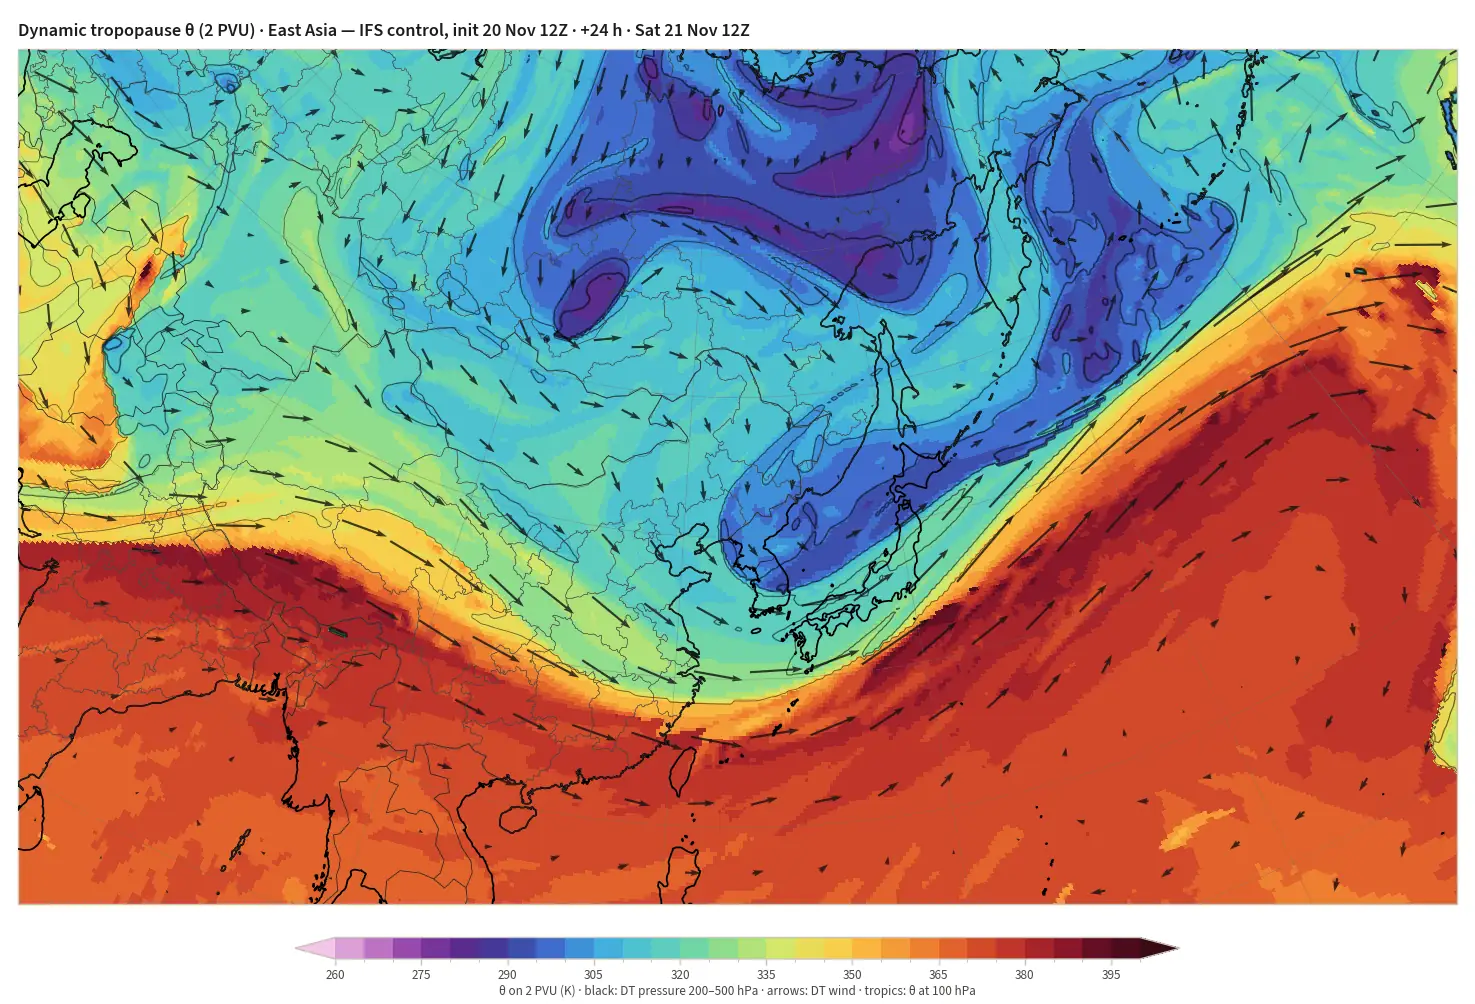 Dynamic tropopause θ (2 PVU) · East Asia — IFS control, init 20 Nov 12Z · +24 h · Sat 21 Nov 12Z
260 275 290 305 320 335 350 365 380 395
θ on 2 PVU (K) · black: DT pressure 200–500 hPa · arrows: DT wind · tropics: θ at 100 hPa